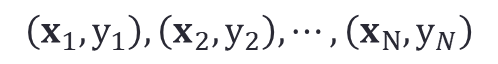 (𝐱₁, y₁), (𝐱₂, y₂), ⋯, (𝐱_N, y_N)